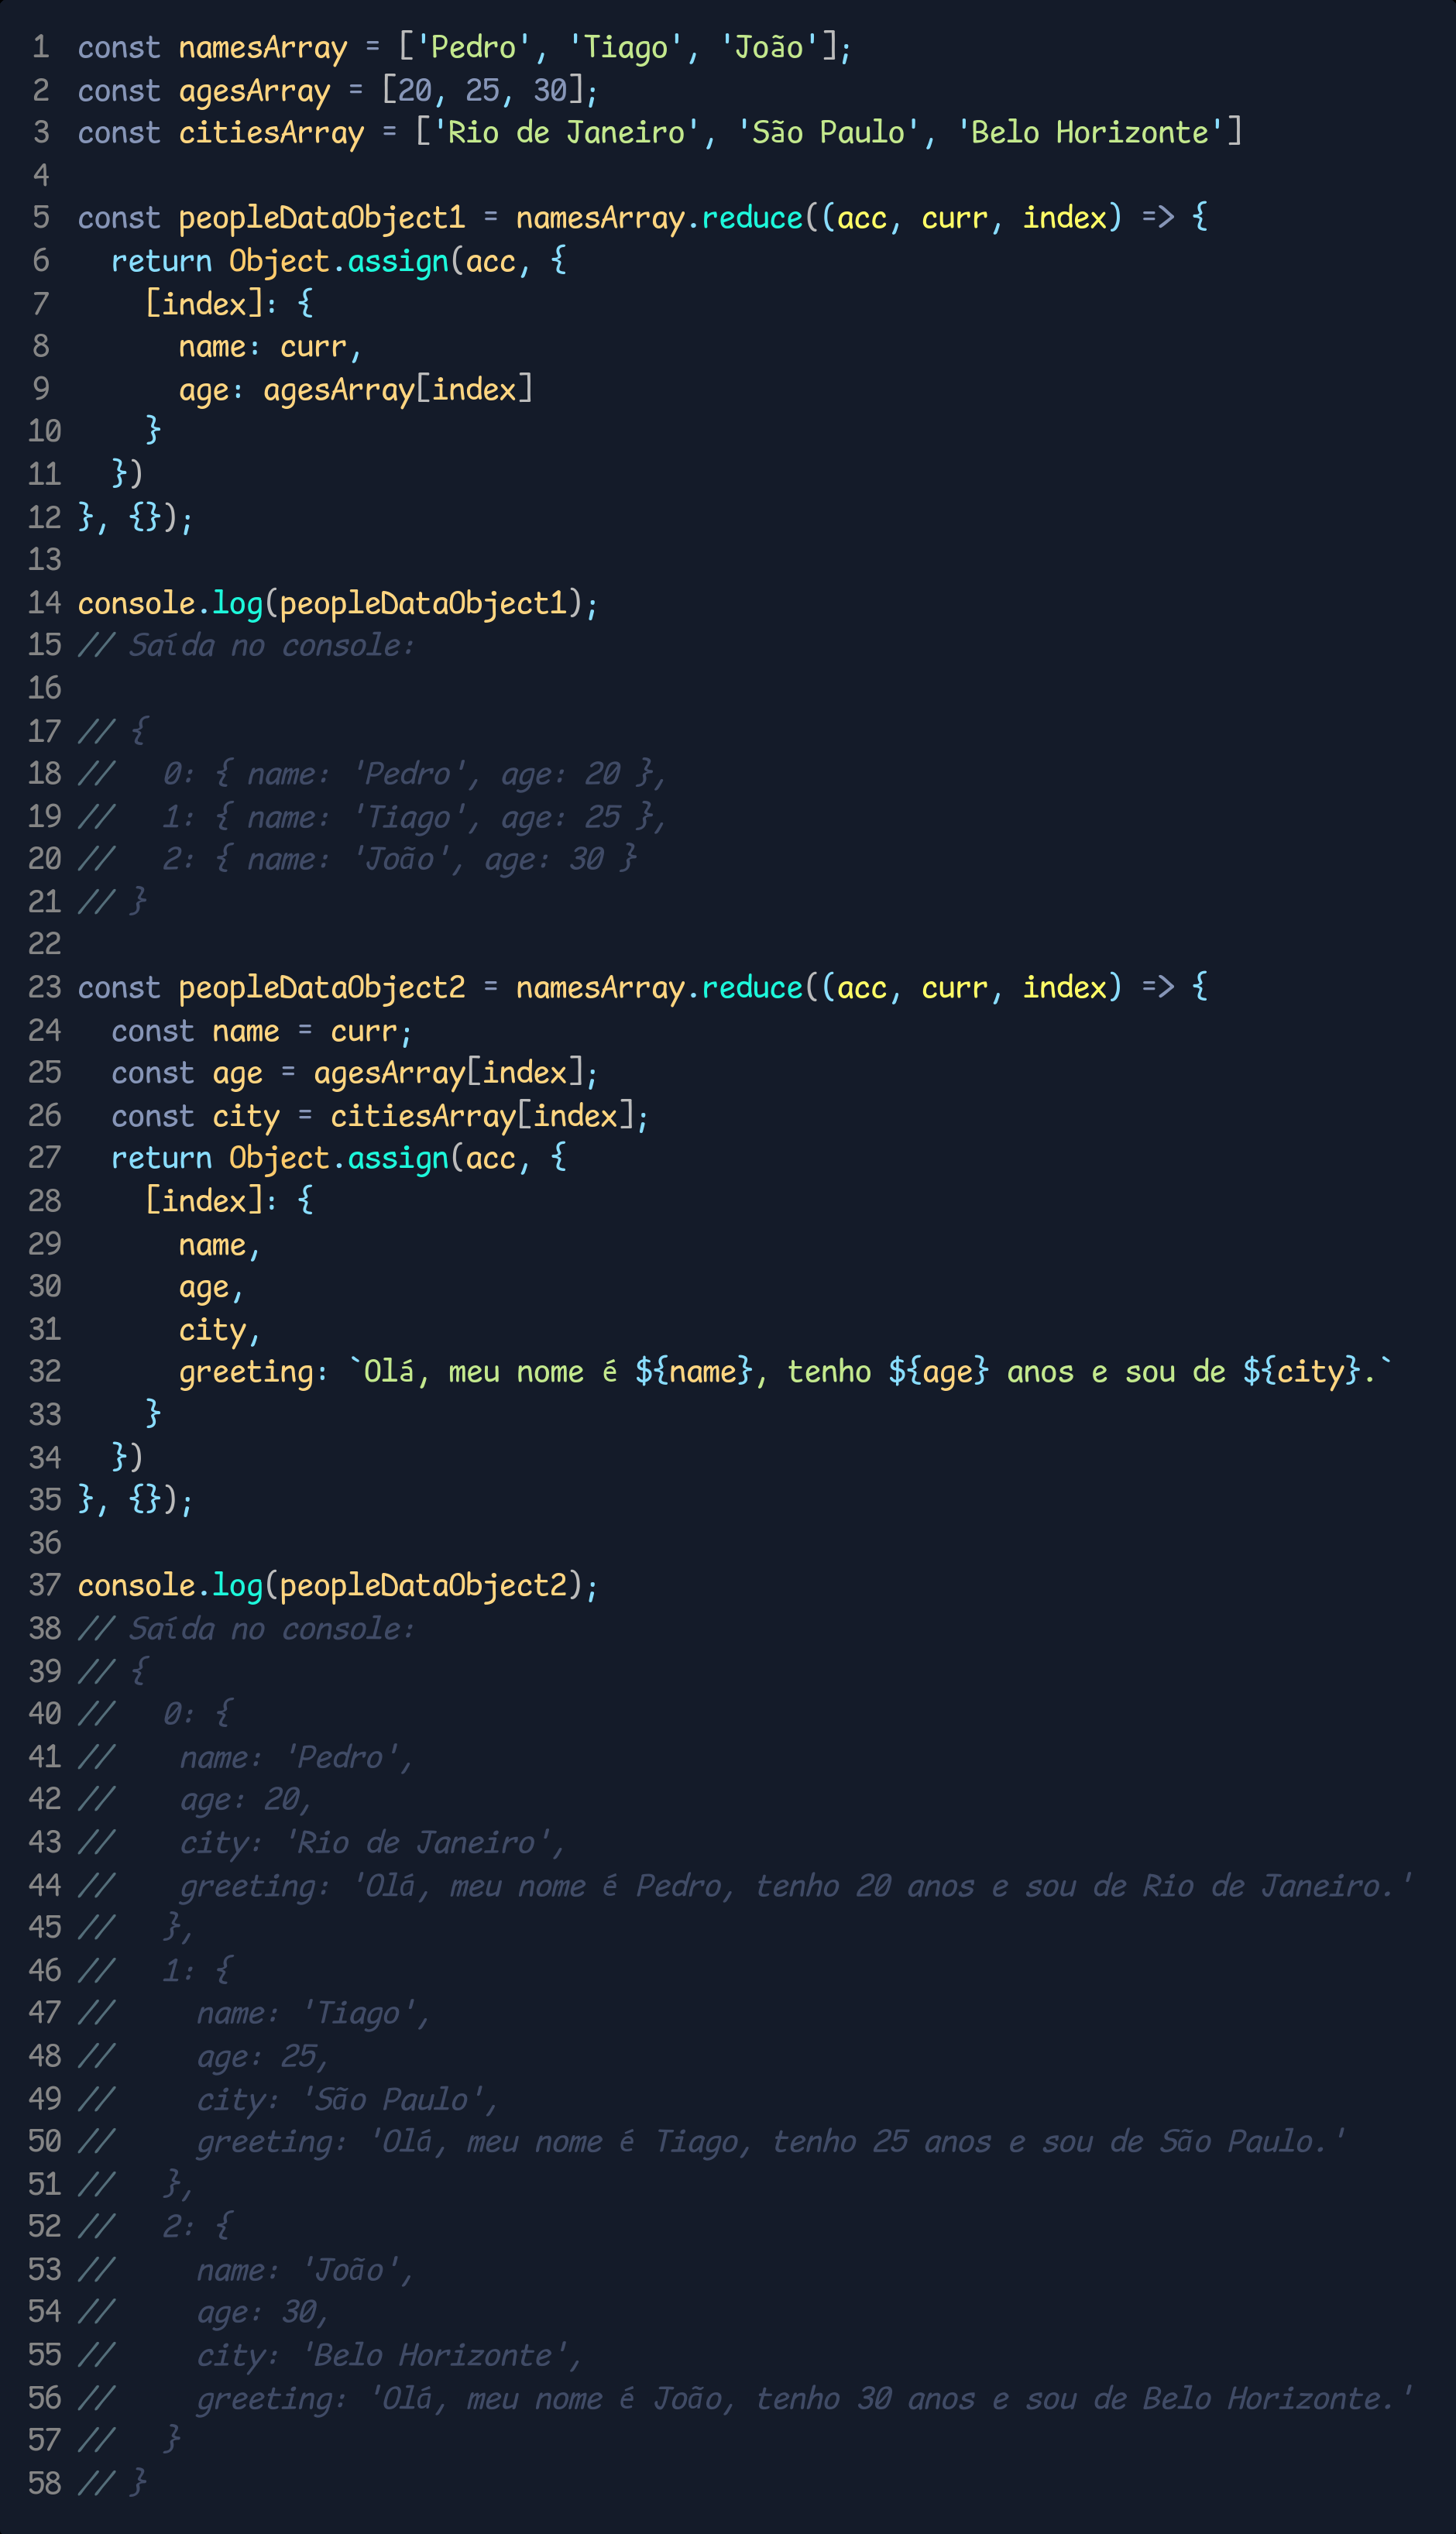 1 const namesArray = ['Pedro', 'Tiago', 'João'];
2 const agesArray = [20, 25, 30];
3 const citiesArray = ['Rio de Janeiro', 'São Paulo', 'Belo Horizonte']
4
5 const peopleDataObject1 = namesArray.reduce((acc, curr, index) => {
6   return Object.assign(acc, {
7     [index]: {
8       name: curr,
9       age: agesArray[index]
10     }
11   })
12 }, {});
13
14 console.log(peopleDataObject1);
15 // Saída no console:
16
17 // {
18 //   0: { name: 'Pedro', age: 20 },
19 //   1: { name: 'Tiago', age: 25 },
20 //   2: { name: 'João', age: 30 }
21 // }
22
23 const peopleDataObject2 = namesArray.reduce((acc, curr, index) => {
24   const name = curr;
25   const age = agesArray[index];
26   const city = citiesArray[index];
27   return Object.assign(acc, {
28     [index]: {
29       name,
30       age,
31       city,
32       greeting: `Olá, meu nome é ${name}, tenho ${age} anos e sou de ${city}.`
33     }
34   })
35 }, {});
36
37 console.log(peopleDataObject2);
38 // Saída no console:
39 // {
40 //   0: {
41 //    name: 'Pedro',
42 //    age: 20,
43 //    city: 'Rio de Janeiro',
44 //    greeting: 'Olá, meu nome é Pedro, tenho 20 anos e sou de Rio de Janeiro.'
45 //   },
46 //   1: {
47 //     name: 'Tiago',
48 //     age: 25,
49 //     city: 'São Paulo',
50 //     greeting: 'Olá, meu nome é Tiago, tenho 25 anos e sou de São Paulo.'
51 //   },
52 //   2: {
53 //     name: 'João',
54 //     age: 30,
55 //     city: 'Belo Horizonte',
56 //     greeting: 'Olá, meu nome é João, tenho 30 anos e sou de Belo Horizonte.'
57 //   }
58 // }